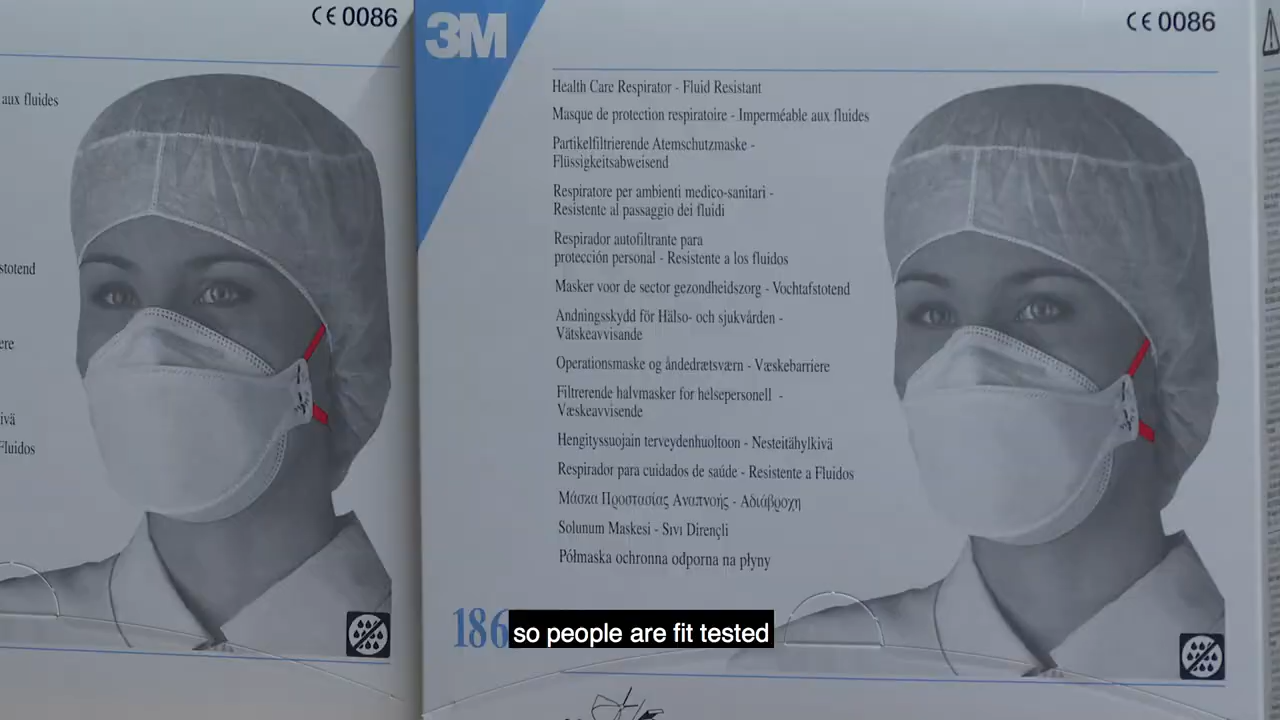 CE 0086
aux fluides
stotend
ere
ivä
Fluidos
3M
CE 0086
Health Care Respirator - Fluid Resistant
Masque de protection respiratoire - Imperméable aux fluides
Partikelfiltrierende Atemschutzmaske -
Flüssigkeitsabweisend
Respiratore per ambienti medico-sanitari -
Resistente al passaggio dei fluidi
Respirador autofiltrante para
protección personal - Resistente a los fluidos
Masker voor de sector gezondheidszorg - Vochtafstotend
Andningsskydd för Hälso- och sjukvården -
Vätskeavvisande
Operationsmaske og åndedrætsværn - Væskebarriere
Filtrerende halvmasker for helsepersonell -
Væskeavvisende
Hengityssuojain terveydenhuoltoon - Nesteitähylkivä
Respirador para cuidados de saúde - Resistente a Fluidos
Μάσκα Προστασίας Αναπνοής - Αδιάβροχη
Solunum Maskesi - Sıvı Dirençli
Półmaska ochronna odporna na płyny
186
so people are fit tested